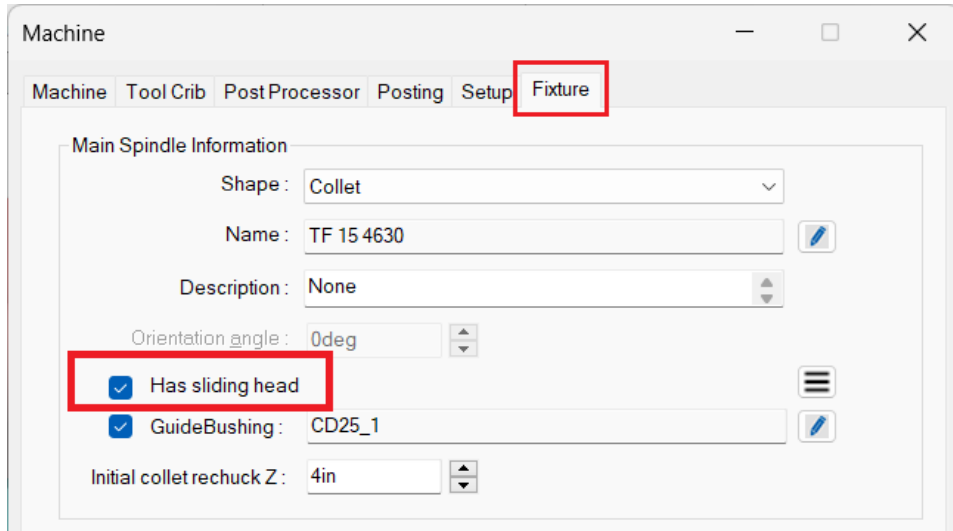 Machine
Machine Tool Crib Post Processor Posting Setup Fixture
Main Spindle Information
Shape : Collet
Name : TF 15 4630
Description : None
Orientation angle : 0deg
Has sliding head
GuideBushing : CD25_1
Initial collet rechuck Z : 4in